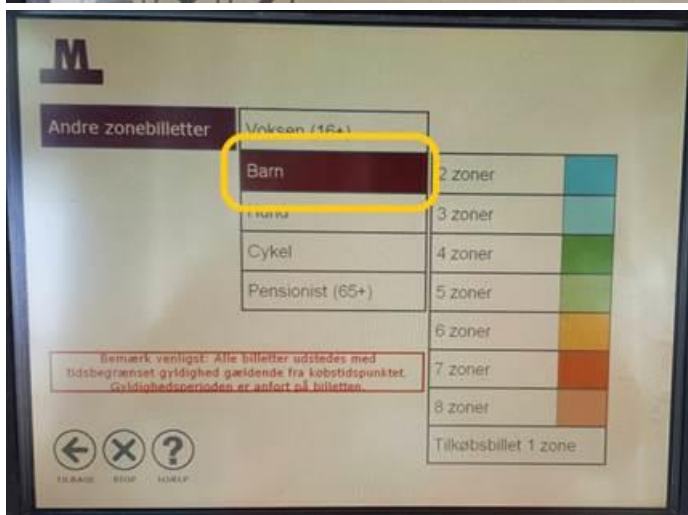 M
Andre zonebilletter
Voksen (16+)
Barn
Hund
Cykel
Pensionist (65+)
2 zoner
3 zoner
4 zoner
5 zoner
6 zoner
7 zoner
8 zoner
Tilkøbsbillet 1 zone
Bemærk venligst: Alle billetter udstedes med
tidsbegrænset gyldighed gældende fra købstidspunktet.
Gyldighedsperioden er anført på billetten.
TILBAGE
STOP
HJÆLP